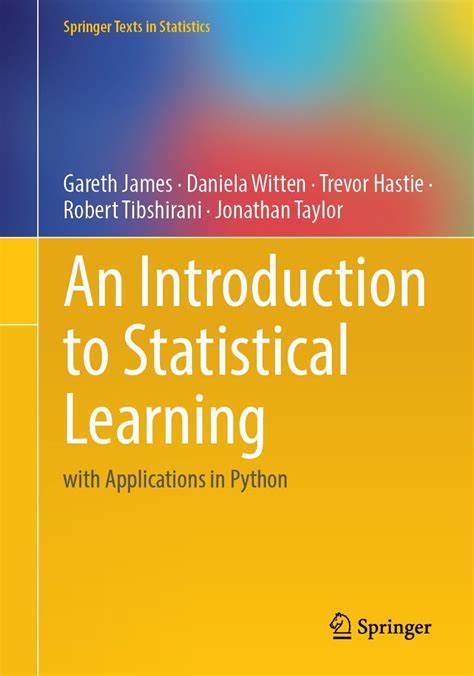 Springer Texts in Statistics
Gareth James · Daniela Witten · Trevor Hastie ·
Robert Tibshirani · Jonathan Taylor
An Introduction
to Statistical
Learning
with Applications in Python
Springer